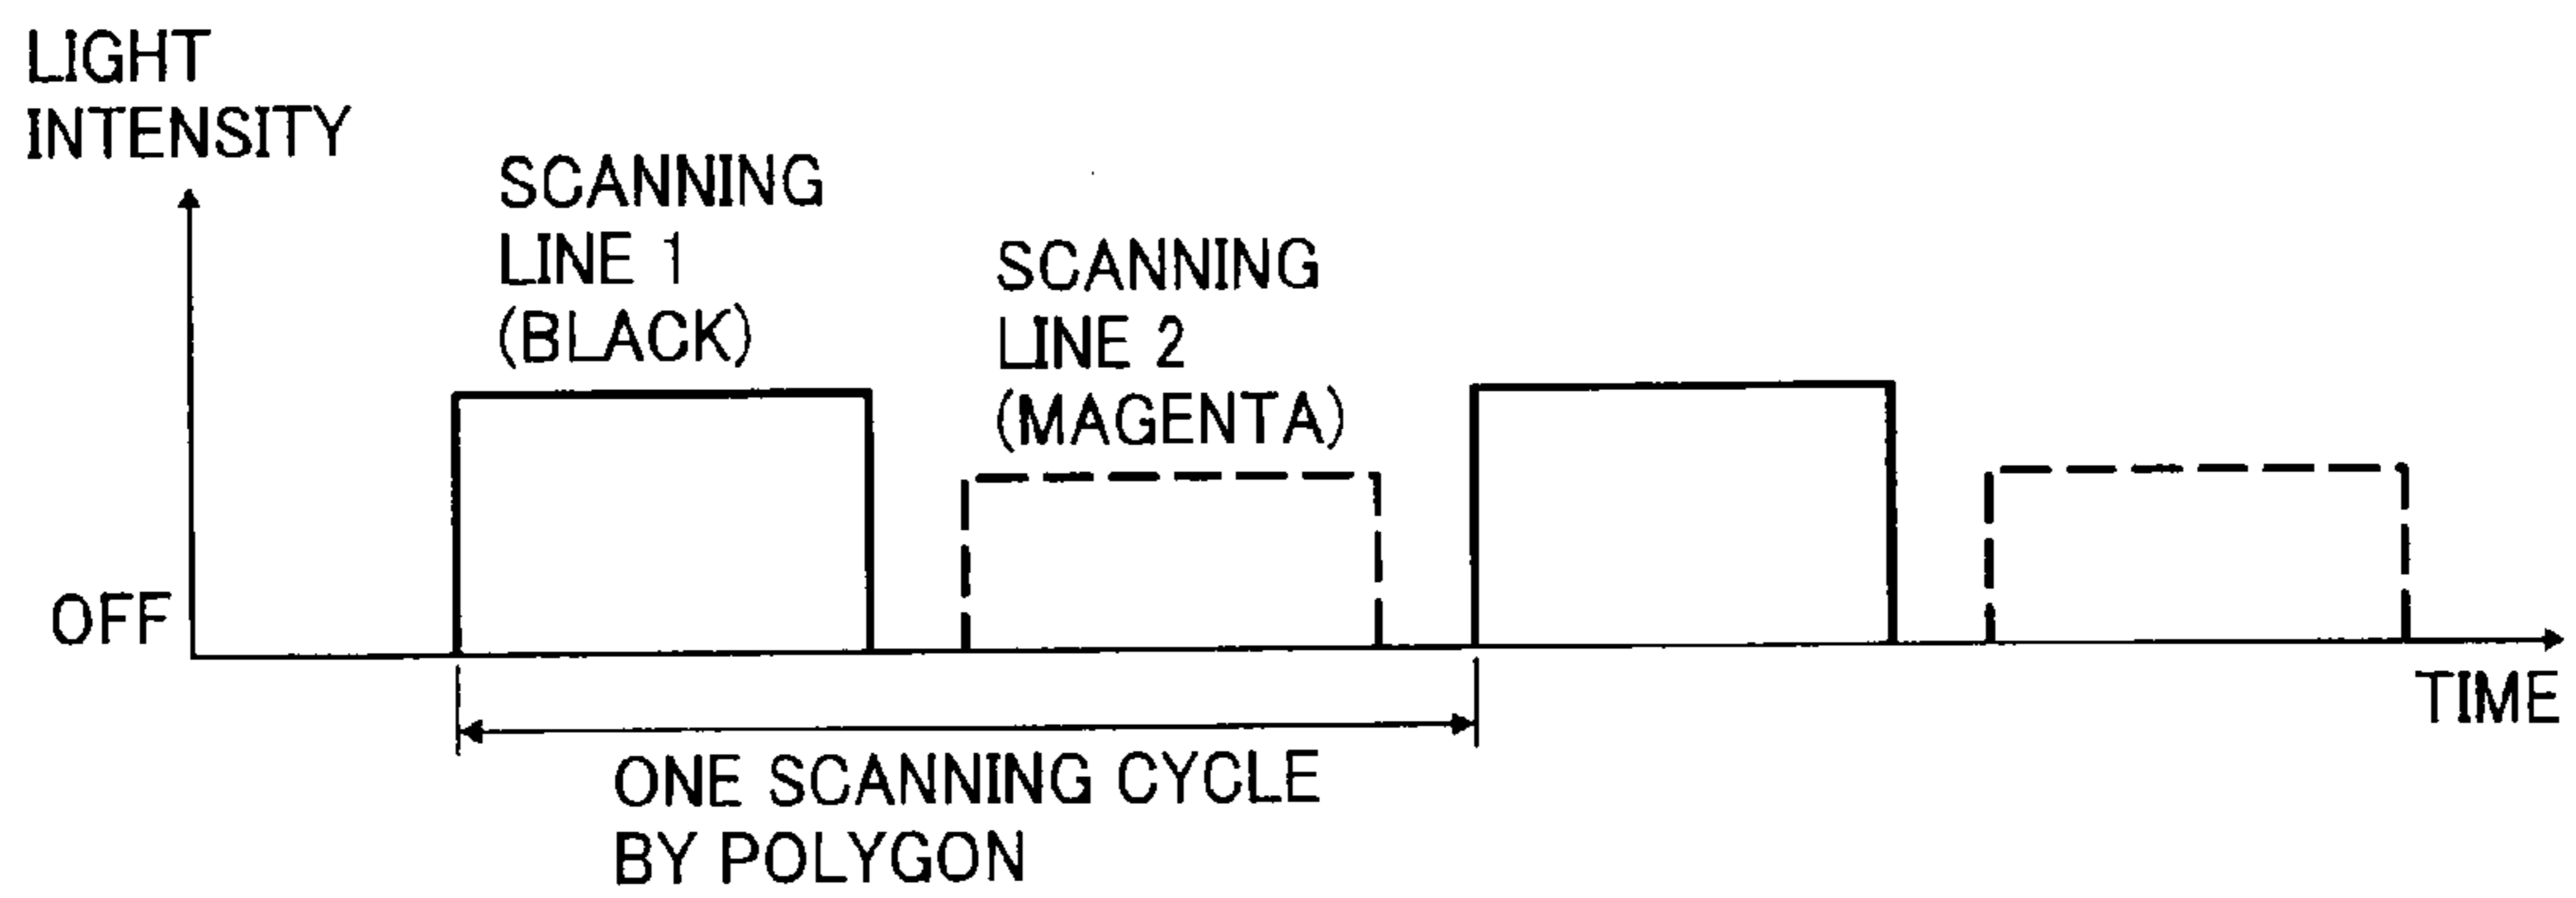 LIGHT
INTENSITY
SCANNING
LINE 1
(BLACK)
SCANNING
LINE 2
(MAGENTA)
OFF
TIME
ONE SCANNING CYCLE
BY POLYGON